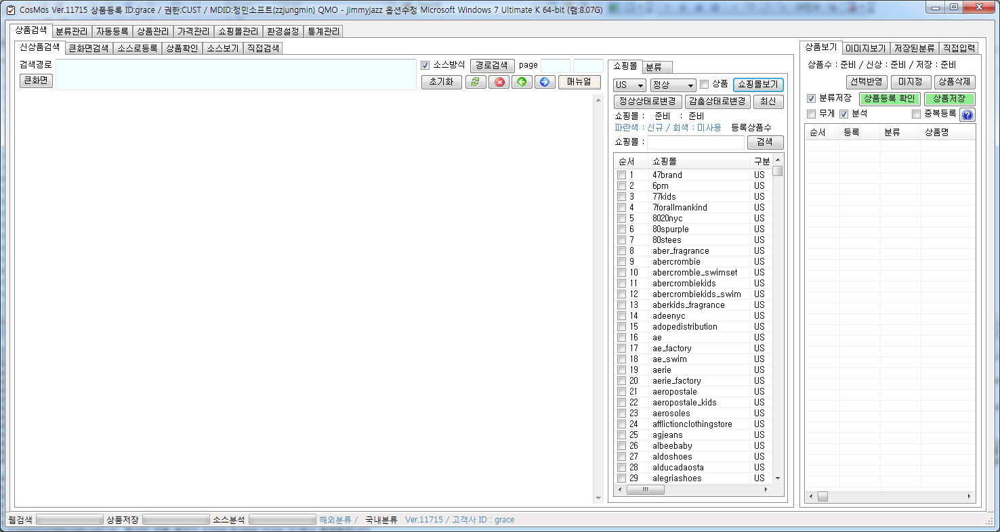 CosMos Ver.11715 상품등록 ID:grace / 권한:CUST / MDID:정민소프트(zzjungmin) QMO - jimmyjazz 옵션수정 Microsoft Windows 7 Ultimate K 64-bit (램:8.07G)
상품검색 분류관리 자동등록 상품관리 가격관리 쇼핑몰관리 환경설정 통계관리
신상품검색 큰화면검색 소스로등록 상품확인 소스보기 직접검색
검색경로 소스방식 경로검색 page
큰화면 초기화 매뉴얼
쇼핑몰 분류
US 정상 상품 쇼핑몰보기
정상상태로변경 감춤상태로변경 최신
쇼핑몰 : 준비 : 준비
파란색 : 신규 / 회색 : 미사용 등록상품수
쇼핑몰 : 검색
순서 쇼핑몰 구분
1 47brand US
2 6pm US
3 77kids US
4 7forallmankind US
5 8020nyc US
6 80spurple US
7 80stees US
8 aber_fragrance US
9 abercrombie US
10 abercrombie_swimset US
11 abercrombiekids US
12 abercrombiekids_swim US
13 aberkids_fragrance US
14 adeenyc US
15 adopedistribution US
16 ae US
17 ae_factory US
18 ae_swim US
19 aerie US
20 aerie_factory US
21 aeropostale US
22 aeropostale_kids US
23 aerosoles US
24 afflictionclothingstore US
25 agjeans US
26 albeebaby US
27 aldoshoes US
28 alducadaosta US
29 alegriashoes US
상품보기 이미지보기 저장된분류 직접입력
상품수 : 준비 / 신상 : 준비 / 저장 : 준비
선택반영 미지정 상품삭제
분류저장 상품등록 확인 상품저장
무게 분석 중복등록
순서 등록 분류 상품명
웹검색 상품저장 소스분석 해외분류 / 국내분류 Ver.11715 / 고객사 ID : grace